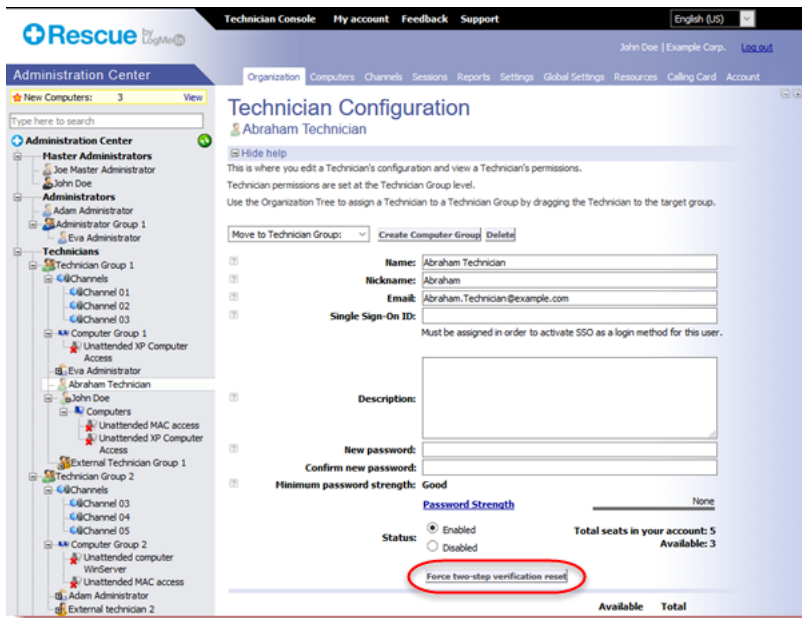 Technician Console My account Feedback Support English (US)
Rescue by LogMeIn
John Doe | Example Corp. Log out
Administration Center
Organization Computers Channels Sessions Reports Settings Global Settings Resources Calling Card Account
New Computers: 3 View
Type here to search
Administration Center
Master Administrators
Joe Master Administrator
John Doe
Administrators
Adam Administrator
Administrator Group 1
Eva Administrator
Technicians
Technician Group 1
Channels
Channel 01
Channel 02
Channel 03
Computer Group 1
Unattended XP Computer
Access
Eva Administrator
Abraham Technician
John Doe
Computers
Unattended MAC access
Unattended XP Computer
Access
External Technician Group 1
Technician Group 2
Channels
Channel 03
Channel 04
Channel 05
Computer Group 2
Unattended computer
WinServer
Unattended MAC access
Adam Administrator
External technician 2
Technician Configuration
Abraham Technician
Hide help
This is where you edit a Technician's configuration and view a Technician's permissions.
Technician permissions are set at the Technician Group level.
Use the Organization Tree to assign a Technician to a Technician Group by dragging the Technician to the target group.
Move to Technician Group: Create Computer Group Delete
Name: Abraham Technician
Nickname: Abraham
Email: Abraham.Technician@example.com
Single Sign-On ID:
Must be assigned in order to activate SSO as a login method for this user.
Description:
New password:
Confirm new password:
Minimum password strength: Good
Password Strength None
Status: Enabled
Disabled
Total seats in your account: 5
Available: 3
Force two-step verification reset
Available Total